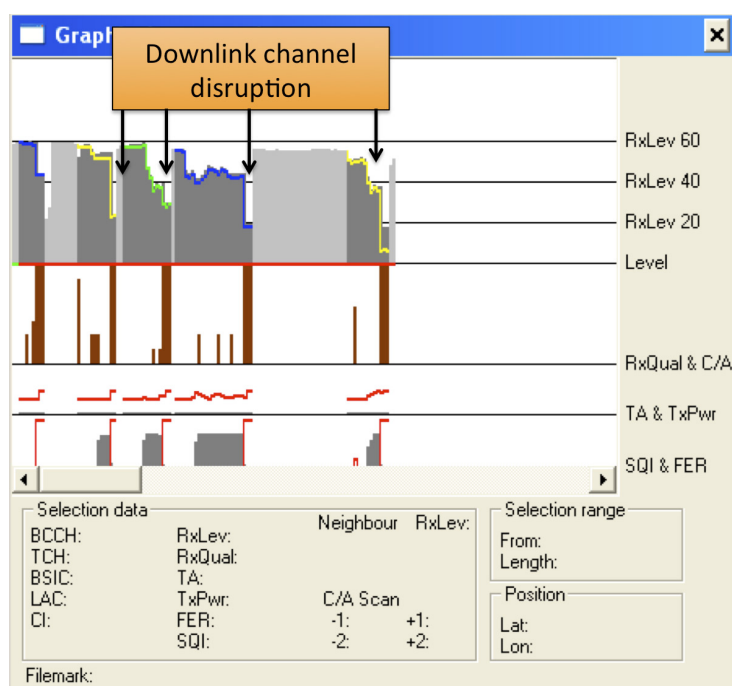 Graph
Downlink channel
disruption
RxLev 60
RxLev 40
RxLev 20
Level
RxQual & C/A
TA & TxPwr
SQI & FER
Selection data
BCCH:
TCH:
BSIC:
LAC:
CI:
RxLev:
RxQual:
TA:
TxPwr:
FER:
SQI:
Neighbour RxLev:
C/A Scan
-1: +1:
-2: +2:
Selection range
From:
Length:
Position
Lat:
Lon:
Filemark: